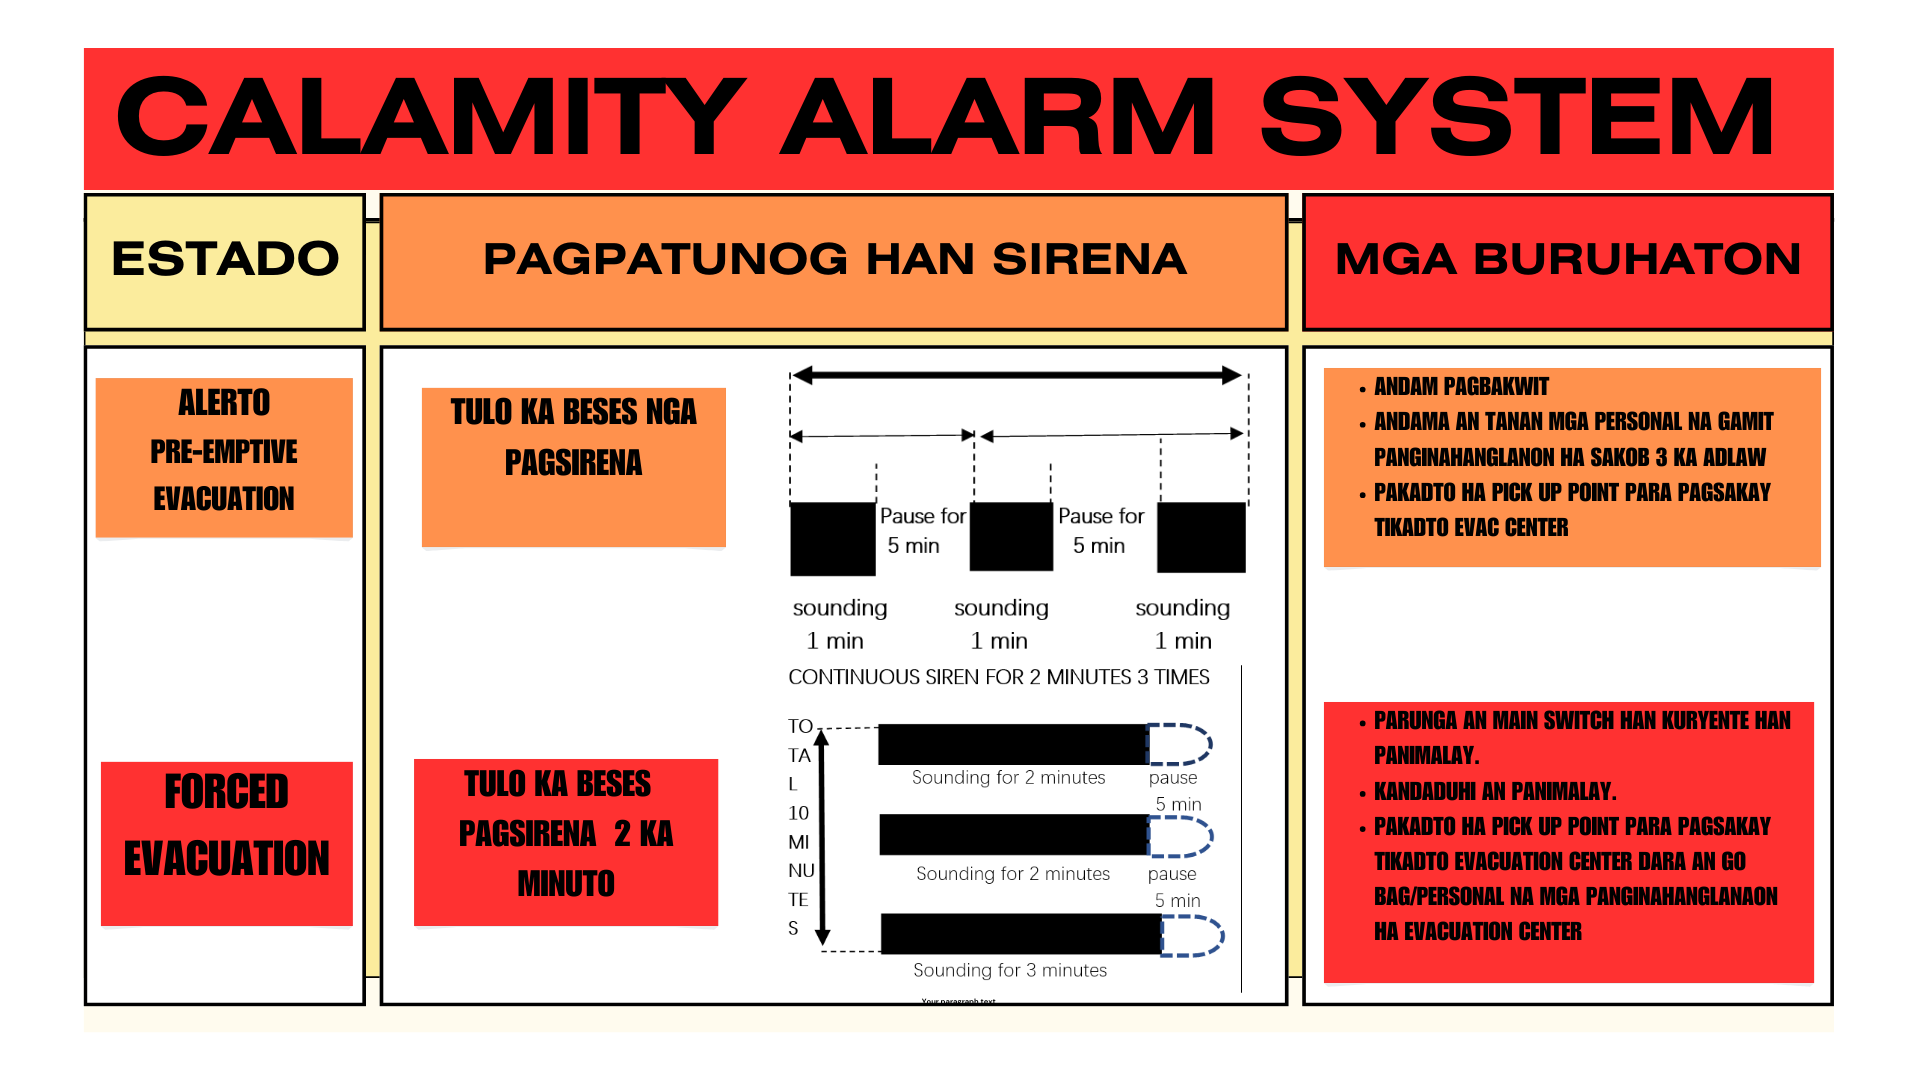 CALAMITY ALARM SYSTEM
ESTADO
PAGPATUNOG HAN SIRENA
MGA BURUHATON
ALERTO
PRE-EMPTIVE
EVACUATION
TULO KA BESES NGA
PAGSIRENA
Pause for
5 min
Pause for
5 min
sounding
1 min
sounding
1 min
sounding
1 min
• ANDAM PAGBAKWIT
• ANDAMA AN TANAN MGA PERSONAL NA GAMIT
PANGINAHANGLANON HA SAKOB 3 KA ADLAW
• PAKADTO HA PICK UP POINT PARA PAGSAKAY
TIKADTO EVAC CENTER
FORCED
EVACUATION
TULO KA BESES
PAGSIRENA 2 KA
MINUTO
CONTINUOUS SIREN FOR 2 MINUTES 3 TIMES
TO
TA
L
10
MI
NU
TE
S
Sounding for 2 minutes
pause
5 min
Sounding for 2 minutes
pause
5 min
Sounding for 3 minutes
Your paragraph text
• PARUNGA AN MAIN SWITCH HAN KURYENTE HAN
PANIMALAY.
• KANDADUHI AN PANIMALAY.
• PAKADTO HA PICK UP POINT PARA PAGSAKAY
TIKADTO EVACUATION CENTER DARA AN GO
BAG/PERSONAL NA MGA PANGINAHANGLANAON
HA EVACUATION CENTER